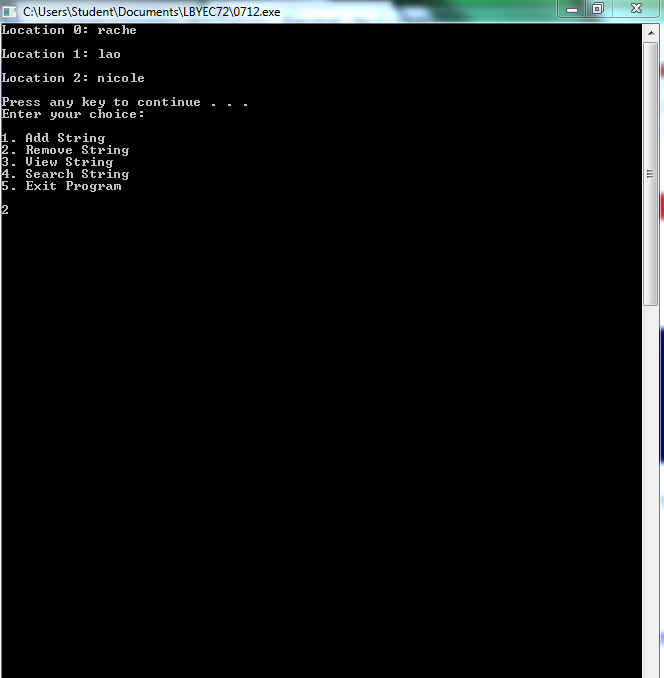 C:\Users\Student\Documents\LBYEC72\0712.exe
Location 0: rache
Location 1: lao
Location 2: nicole
Press any key to continue . . .
Enter your choice:
1. Add String
2. Remove String
3. View String
4. Search String
5. Exit Program
2